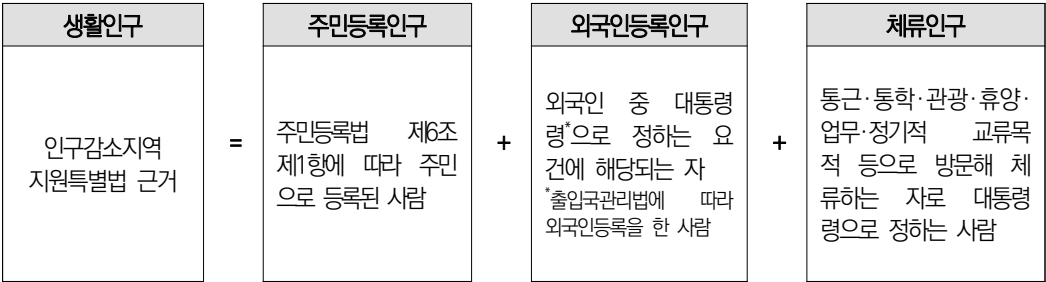 생활인구
인구감소지역
지원특별법 근거
=
주민등록인구
주민등록법 제6조
제1항에 따라 주민
으로 등록된 사람
+
외국인등록인구
외국인 중 대통령
령*으로 정하는 요
건에 해당되는 자
*출입국관리법에 따라
외국인등록을 한 사람
+
체류인구
통근·통학·관광·휴양·
업무·정기적 교류목
적 등으로 방문해 체
류하는 자로 대통령
령으로 정하는 사람